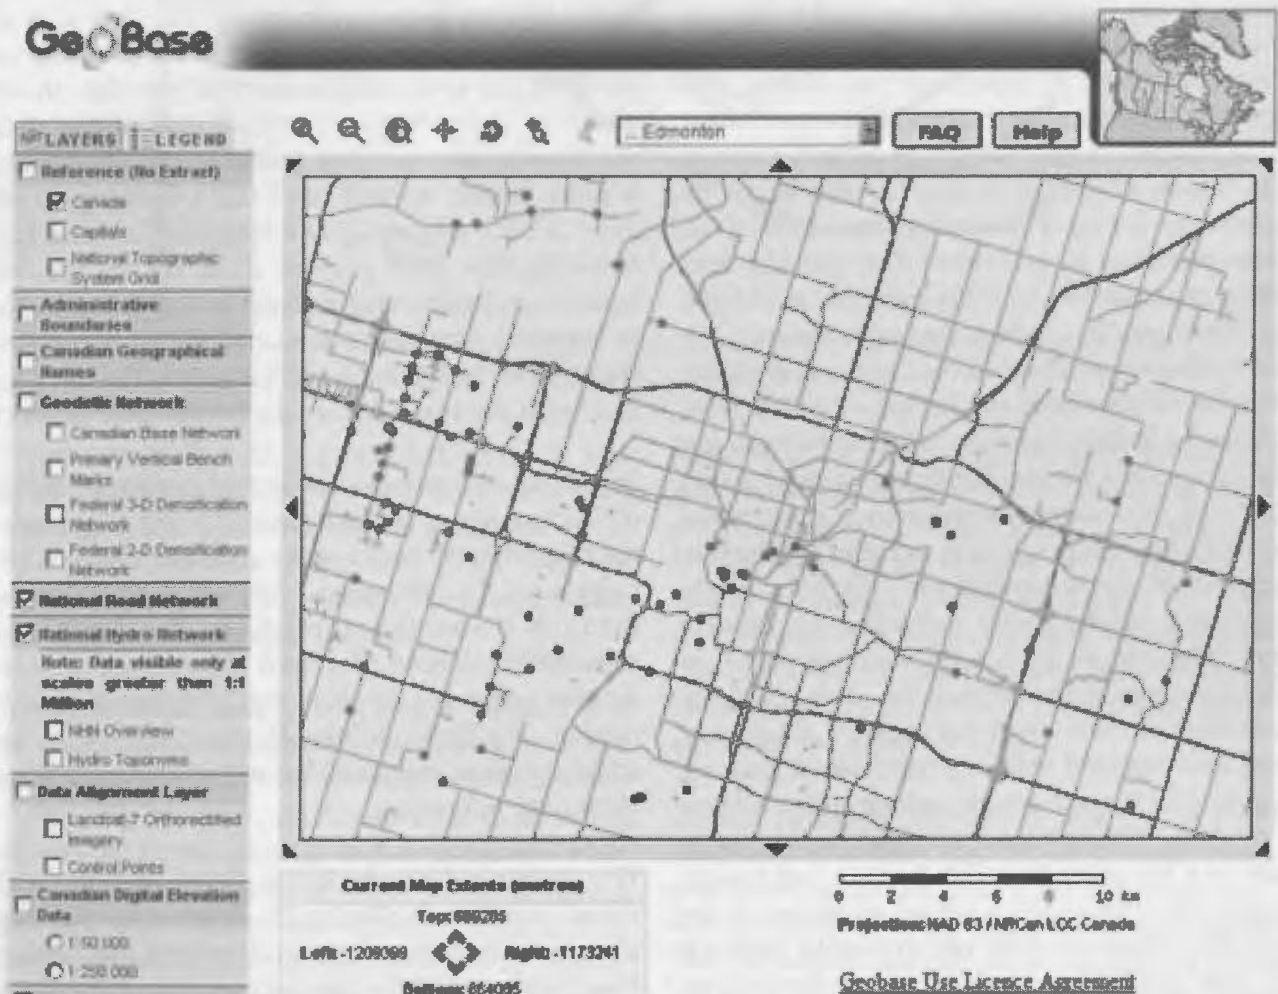 GeoBase
... Edmonton
FAQ
Help
LAYERS
LEGEND
Reference (No Extract)
Canada
Capitals
National Topographic
System Grid
Administrative
Boundaries
Canadian Geographical
Names
Geodetic Network
Canadian Base Network
Primary Vertical Bench
Marks
Federal 3-D Densification
Network
Federal 2-D Densification
Network
National Road Network
National Hydro Network
Note: Data visible only at
scales greater than 1:1
Million
NHN Overview
Hydro Toponyms
Data Alignment Layer
Landsat-7 Orthorectified
Imagery
Control Points
Canadian Digital Elevation
Data
1:50 000
1:250 000
Current Map Extents (metres)
Left: -1209399
Right: -1173241
0 2 4 6 8 10 km
Projection: NAD 83 / NRCan LCC Canada
Geobase Use Licence Agreement